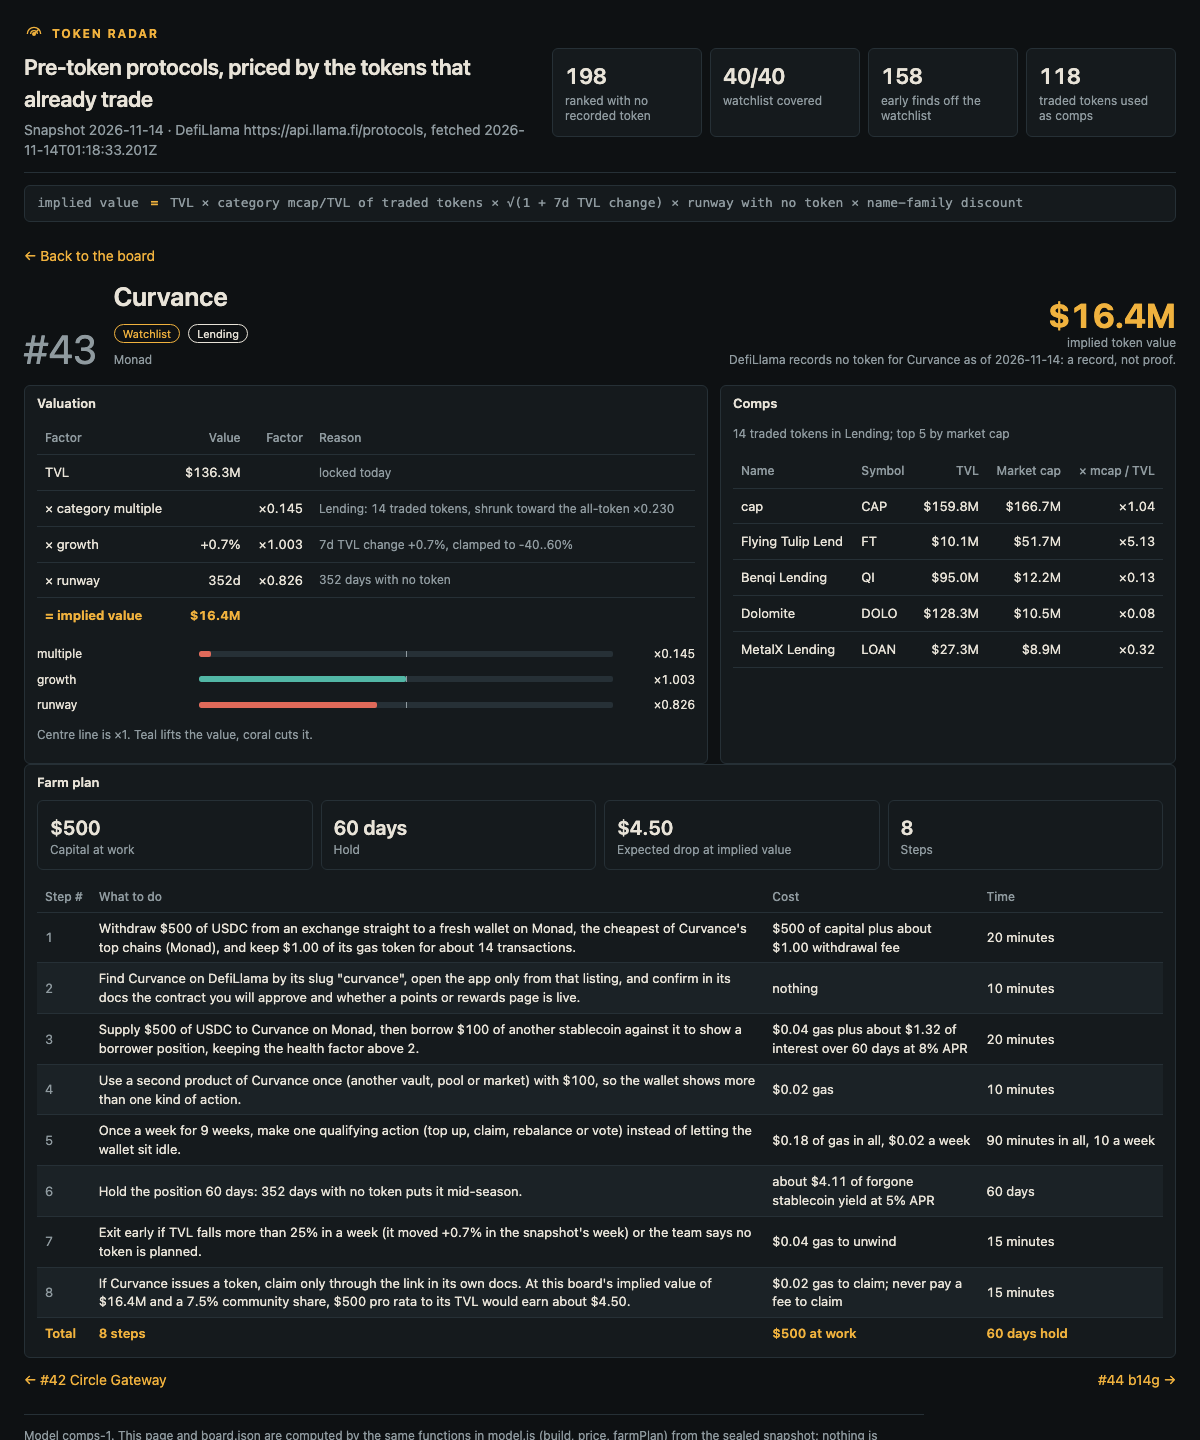 TOKEN RADAR
Pre-token protocols, priced by the tokens that
already trade
Snapshot 2026-11-14 · DefiLlama https://api.llama.fi/protocols, fetched 2026-
11-14T01:18:33.201Z
198
ranked with no
recorded token
40/40
watchlist covered
158
early finds off the
watchlist
118
traded tokens used
as comps
implied value = TVL × category mcap/TVL of traded tokens × √(1 + 7d TVL change) × runway with no token × name-family discount
← Back to the board
#43
Curvance
Watchlist Lending
Monad
$16.4M
implied token value
DefiLlama records no token for Curvance as of 2026-11-14: a record, not proof.
Valuation
Factor Value Factor Reason
TVL $136.3M locked today
× category multiple ×0.145 Lending: 14 traded tokens, shrunk toward the all-token ×0.230
× growth +0.7% ×1.003 7d TVL change +0.7%, clamped to -40..60%
× runway 352d ×0.826 352 days with no token
= implied value $16.4M
multiple ×0.145
growth ×1.003
runway ×0.826
Centre line is ×1. Teal lifts the value, coral cuts it.
Comps
14 traded tokens in Lending; top 5 by market cap
Name Symbol TVL Market cap × mcap / TVL
cap CAP $159.8M $166.7M ×1.04
Flying Tulip Lend FT $10.1M $51.7M ×5.13
Benqi Lending QI $95.0M $12.2M ×0.13
Dolomite DOLO $128.3M $10.5M ×0.08
MetalX Lending LOAN $27.3M $8.9M ×0.32
Farm plan
$500
Capital at work
60 days
Hold
$4.50
Expected drop at implied value
8
Steps
Step # What to do Cost Time
1 Withdraw $500 of USDC from an exchange straight to a fresh wallet on Monad, the cheapest of Curvance's
top chains (Monad), and keep $1.00 of its gas token for about 14 transactions.
$500 of capital plus about
$1.00 withdrawal fee
20 minutes
2 Find Curvance on DefiLlama by its slug "curvance", open the app only from that listing, and confirm in its
docs the contract you will approve and whether a points or rewards page is live.
nothing
10 minutes
3 Supply $500 of USDC to Curvance on Monad, then borrow $100 of another stablecoin against it to show a
borrower position, keeping the health factor above 2.
$0.04 gas plus about $1.32 of
interest over 60 days at 8% APR
20 minutes
4 Use a second product of Curvance once (another vault, pool or market) with $100, so the wallet shows more
than one kind of action.
$0.02 gas
10 minutes
5 Once a week for 9 weeks, make one qualifying action (top up, claim, rebalance or vote) instead of letting the
wallet sit idle.
$0.18 of gas in all, $0.02 a week
90 minutes in all, 10 a week
6 Hold the position 60 days: 352 days with no token puts it mid-season.
about $4.11 of forgone
stablecoin yield at 5% APR
60 days
7 Exit early if TVL falls more than 25% in a week (it moved +0.7% in the snapshot's week) or the team says no
token is planned.
$0.04 gas to unwind
15 minutes
8 If Curvance issues a token, claim only through the link in its own docs. At this board's implied value of
$16.4M and a 7.5% community share, $500 pro rata to its TVL would earn about $4.50.
$0.02 gas to claim; never pay a
fee to claim
15 minutes
Total 8 steps $500 at work 60 days hold
← #42 Circle Gateway
#44 b14g →
Model comps-1. This page and board.json are computed by the same functions in model.js (build, price, farmPlan) from the sealed snapshot; nothing is